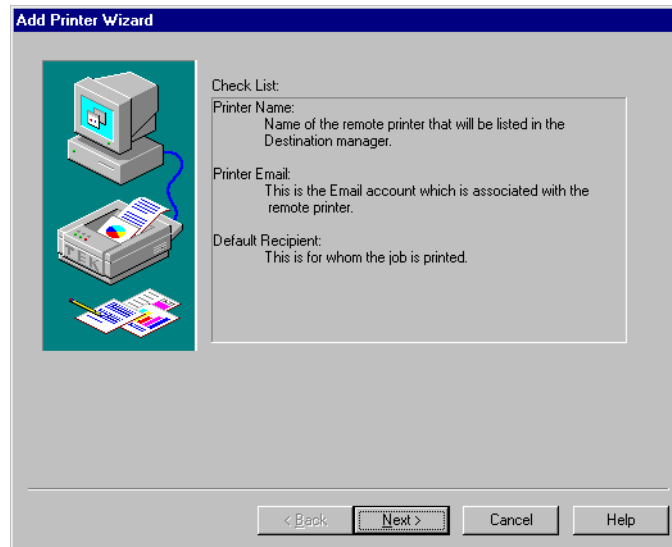 Add Printer Wizard
Check List:
Printer Name:
Name of the remote printer that will be listed in the
Destination manager.
Printer Email:
This is the Email account which is associated with the
remote printer.
Default Recipient:
This is for whom the job is printed.
TEK
< Back
Next >
Cancel
Help